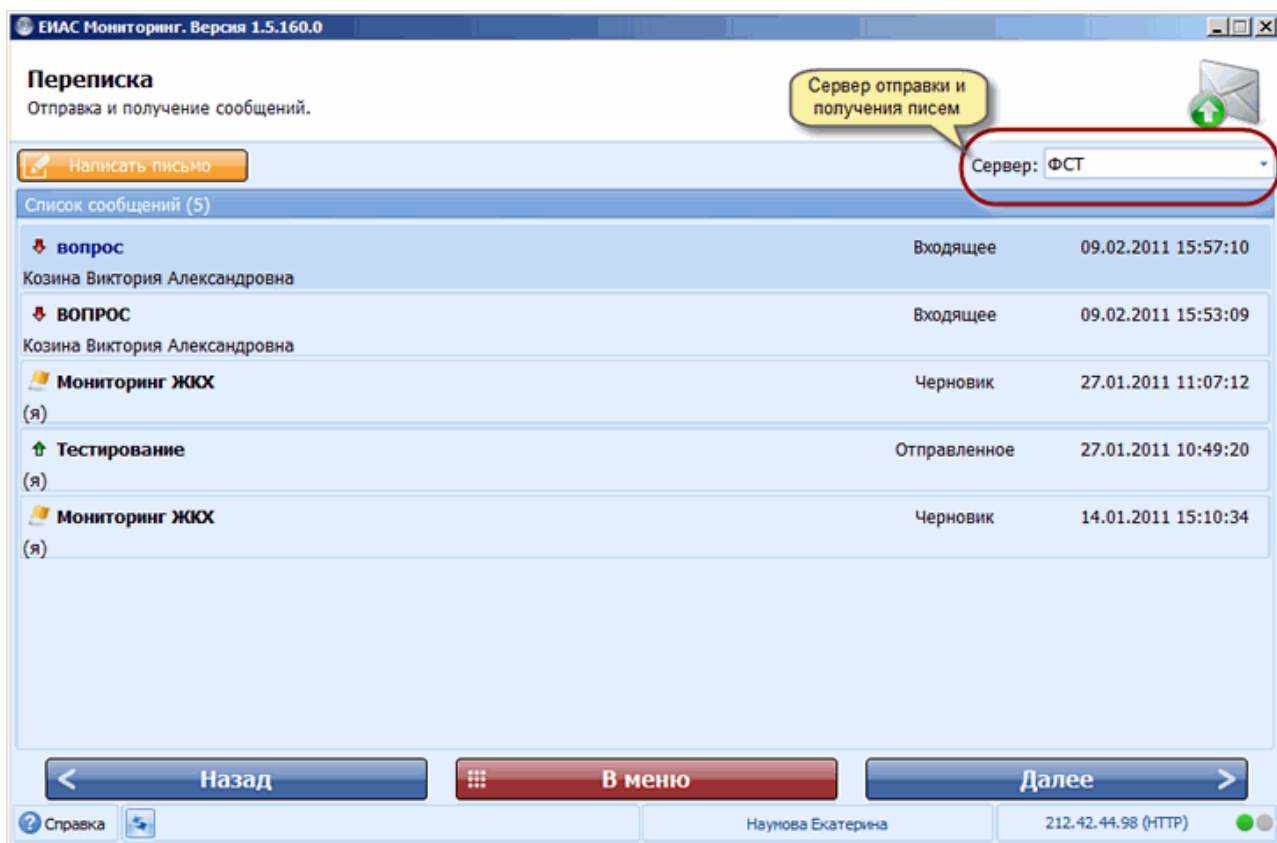 ЕИАС Мониторинг. Версия 1.5.160.0
Переписка
Отправка и получение сообщений.
Сервер отправки и
получения писем
Написать письмо
Сервер: ФСТ
Список сообщений (5)
вопрос Входящее 09.02.2011 15:57:10
Козина Виктория Александровна
ВОПРОС Входящее 09.02.2011 15:53:09
Козина Виктория Александровна
Мониторинг ЖКХ Черновик 27.01.2011 11:07:12
(я)
Тестирование Отправленное 27.01.2011 10:49:20
(я)
Мониторинг ЖКХ Черновик 14.01.2011 15:10:34
(я)
Назад В меню Далее
Справка Наумова Екатерина 212.42.44.98 (HTTP)